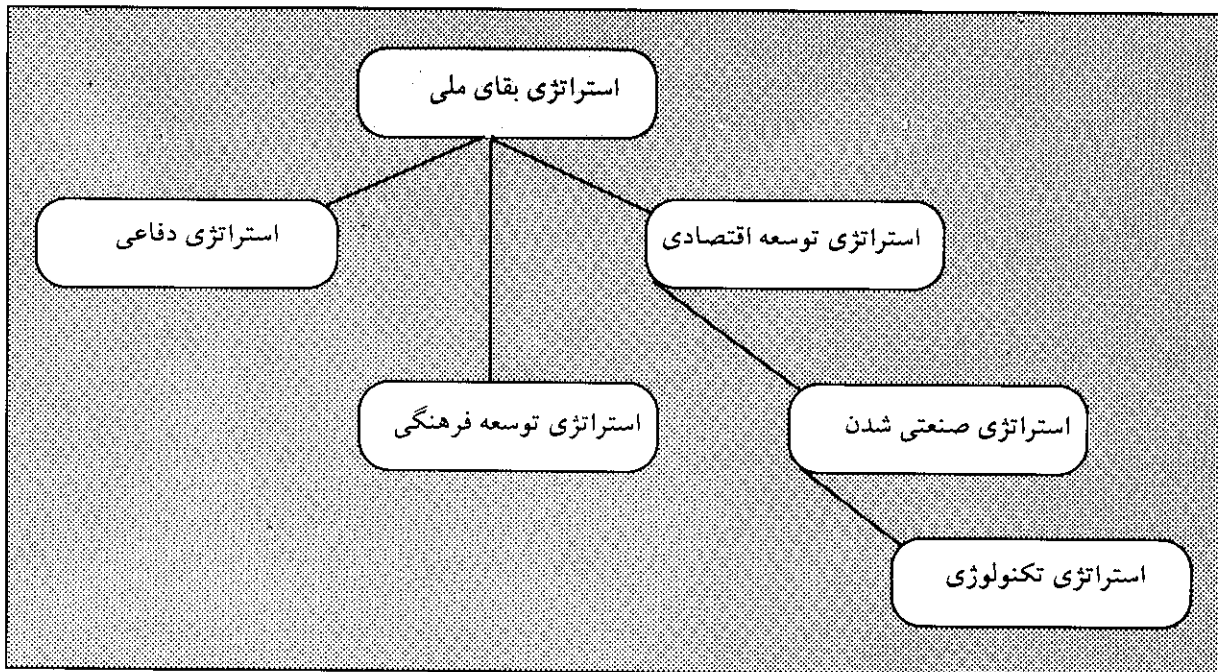 استراتژی بقای ملی
استراتژی توسعه اقتصادی
استراتژی دفاعی
استراتژی توسعه فرهنگی
استراتژی صنعتی شدن
استراتژی تکنولوژی